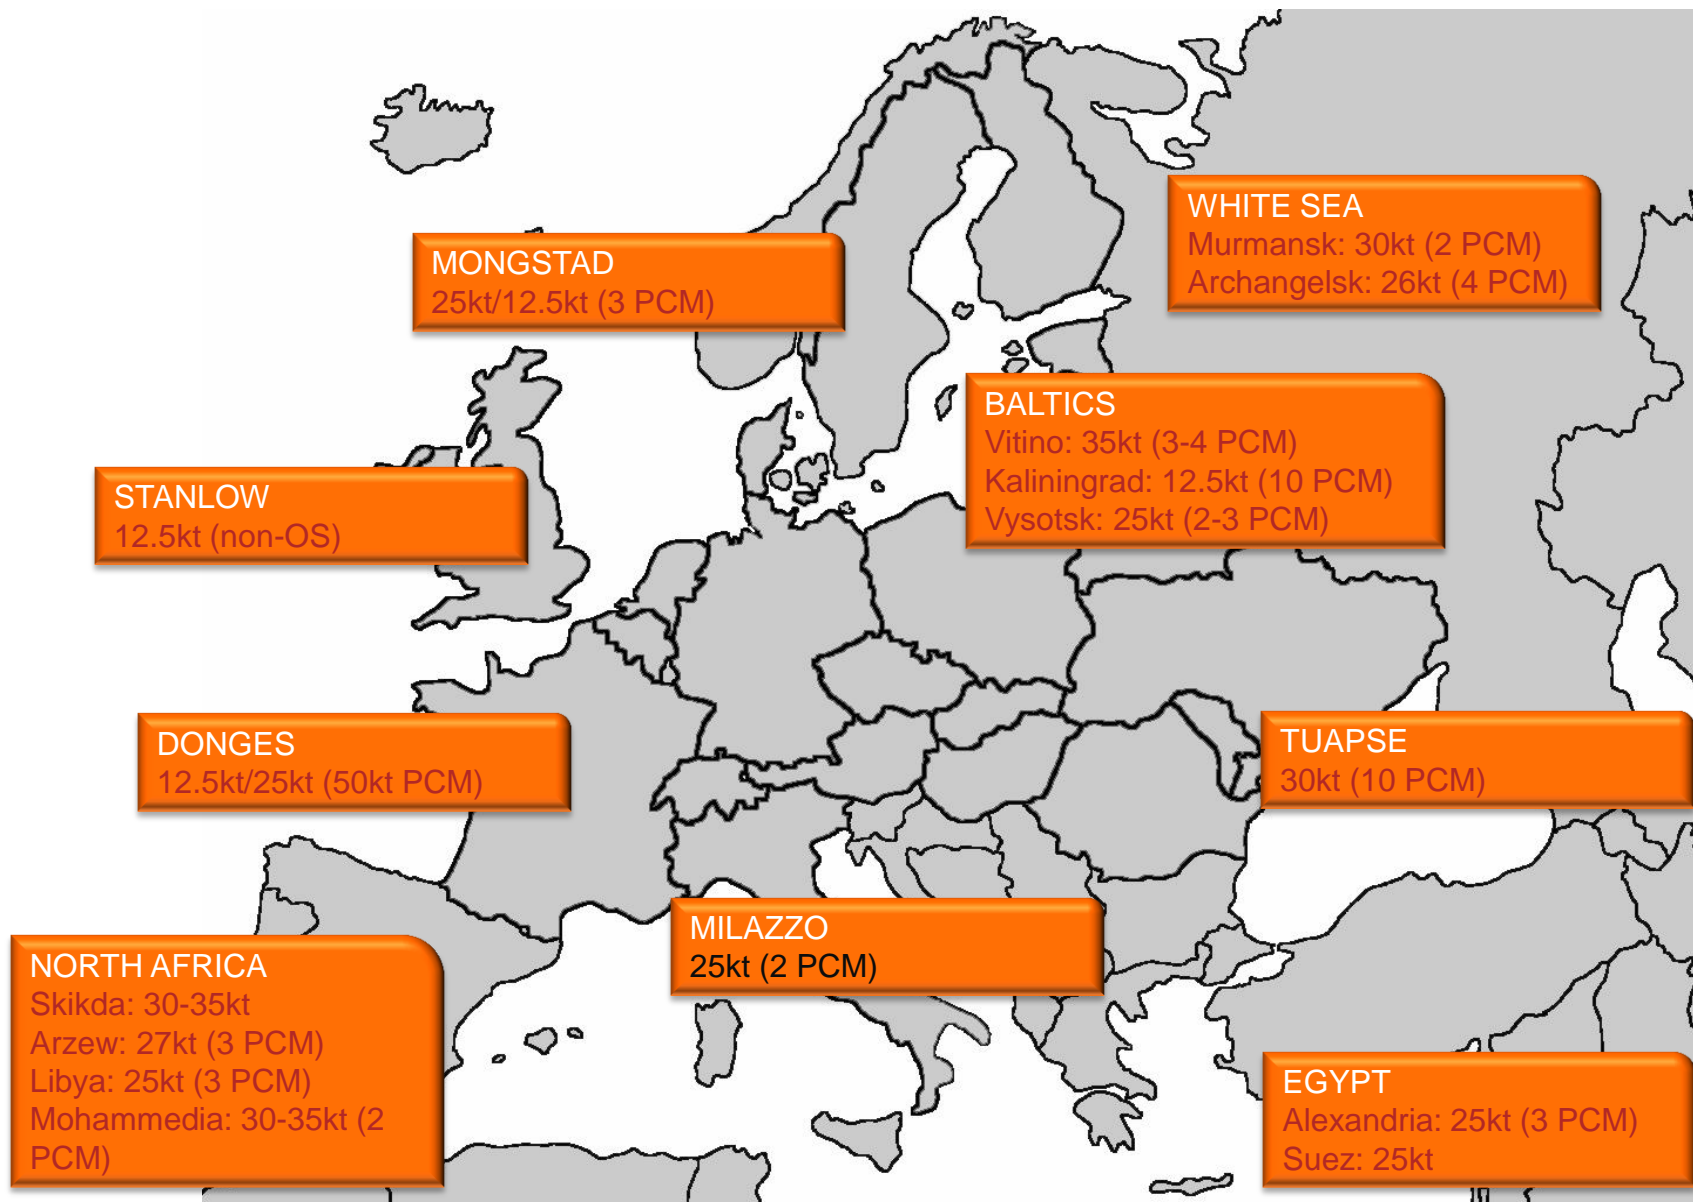 WHITE SEA
Murmansk: 30kt (2 PCM)
Archangelsk: 26kt (4 PCM)
MONGSTAD
25kt/12.5kt (3 PCM)
BALTICS
Vitino: 35kt (3-4 PCM)
Kaliningrad: 12.5kt (10 PCM)
Vysotsk: 25kt (2-3 PCM)
STANLOW
12.5kt (non-OS)
DONGES
12.5kt/25kt (50kt PCM)
TUAPSE
30kt (10 PCM)
MILAZZO
25kt (2 PCM)
NORTH AFRICA
Skikda: 30-35kt
Arzew: 27kt (3 PCM)
Libya: 25kt (3 PCM)
Mohammedia: 30-35kt (2
PCM)
EGYPT
Alexandria: 25kt (3 PCM)
Suez: 25kt